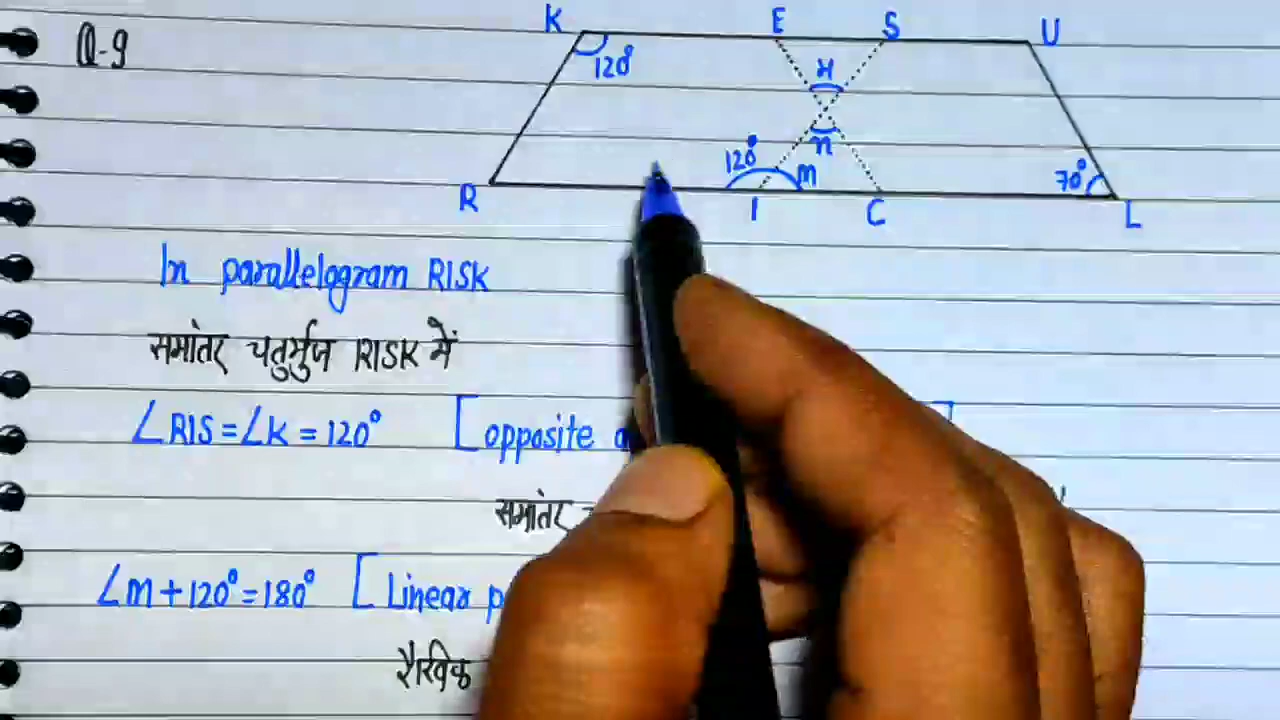 Q-9
K E S U
120°
x
n
120° m 70°
R I C L
In parallelogram RISK
समांतर चतुर्भुज RISK में
∠RIS = ∠K = 120° [opposite
समांतर
∠m + 120° = 180° [Linear
रैखिक